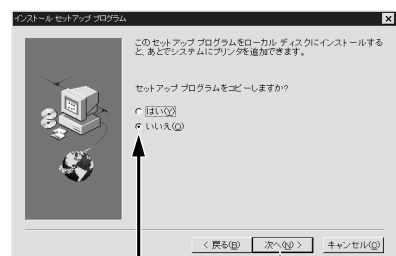 インストール セットアップ プログラム
このセットアップ プログラムをローカル ディスクにインストールする
と、あとでシステムにプリンタを追加できます。
セットアップ プログラムをコピーしますか?
はい(Y)
いいえ(O)
< 戻る(B)
次へ(N) >
キャンセル(C)